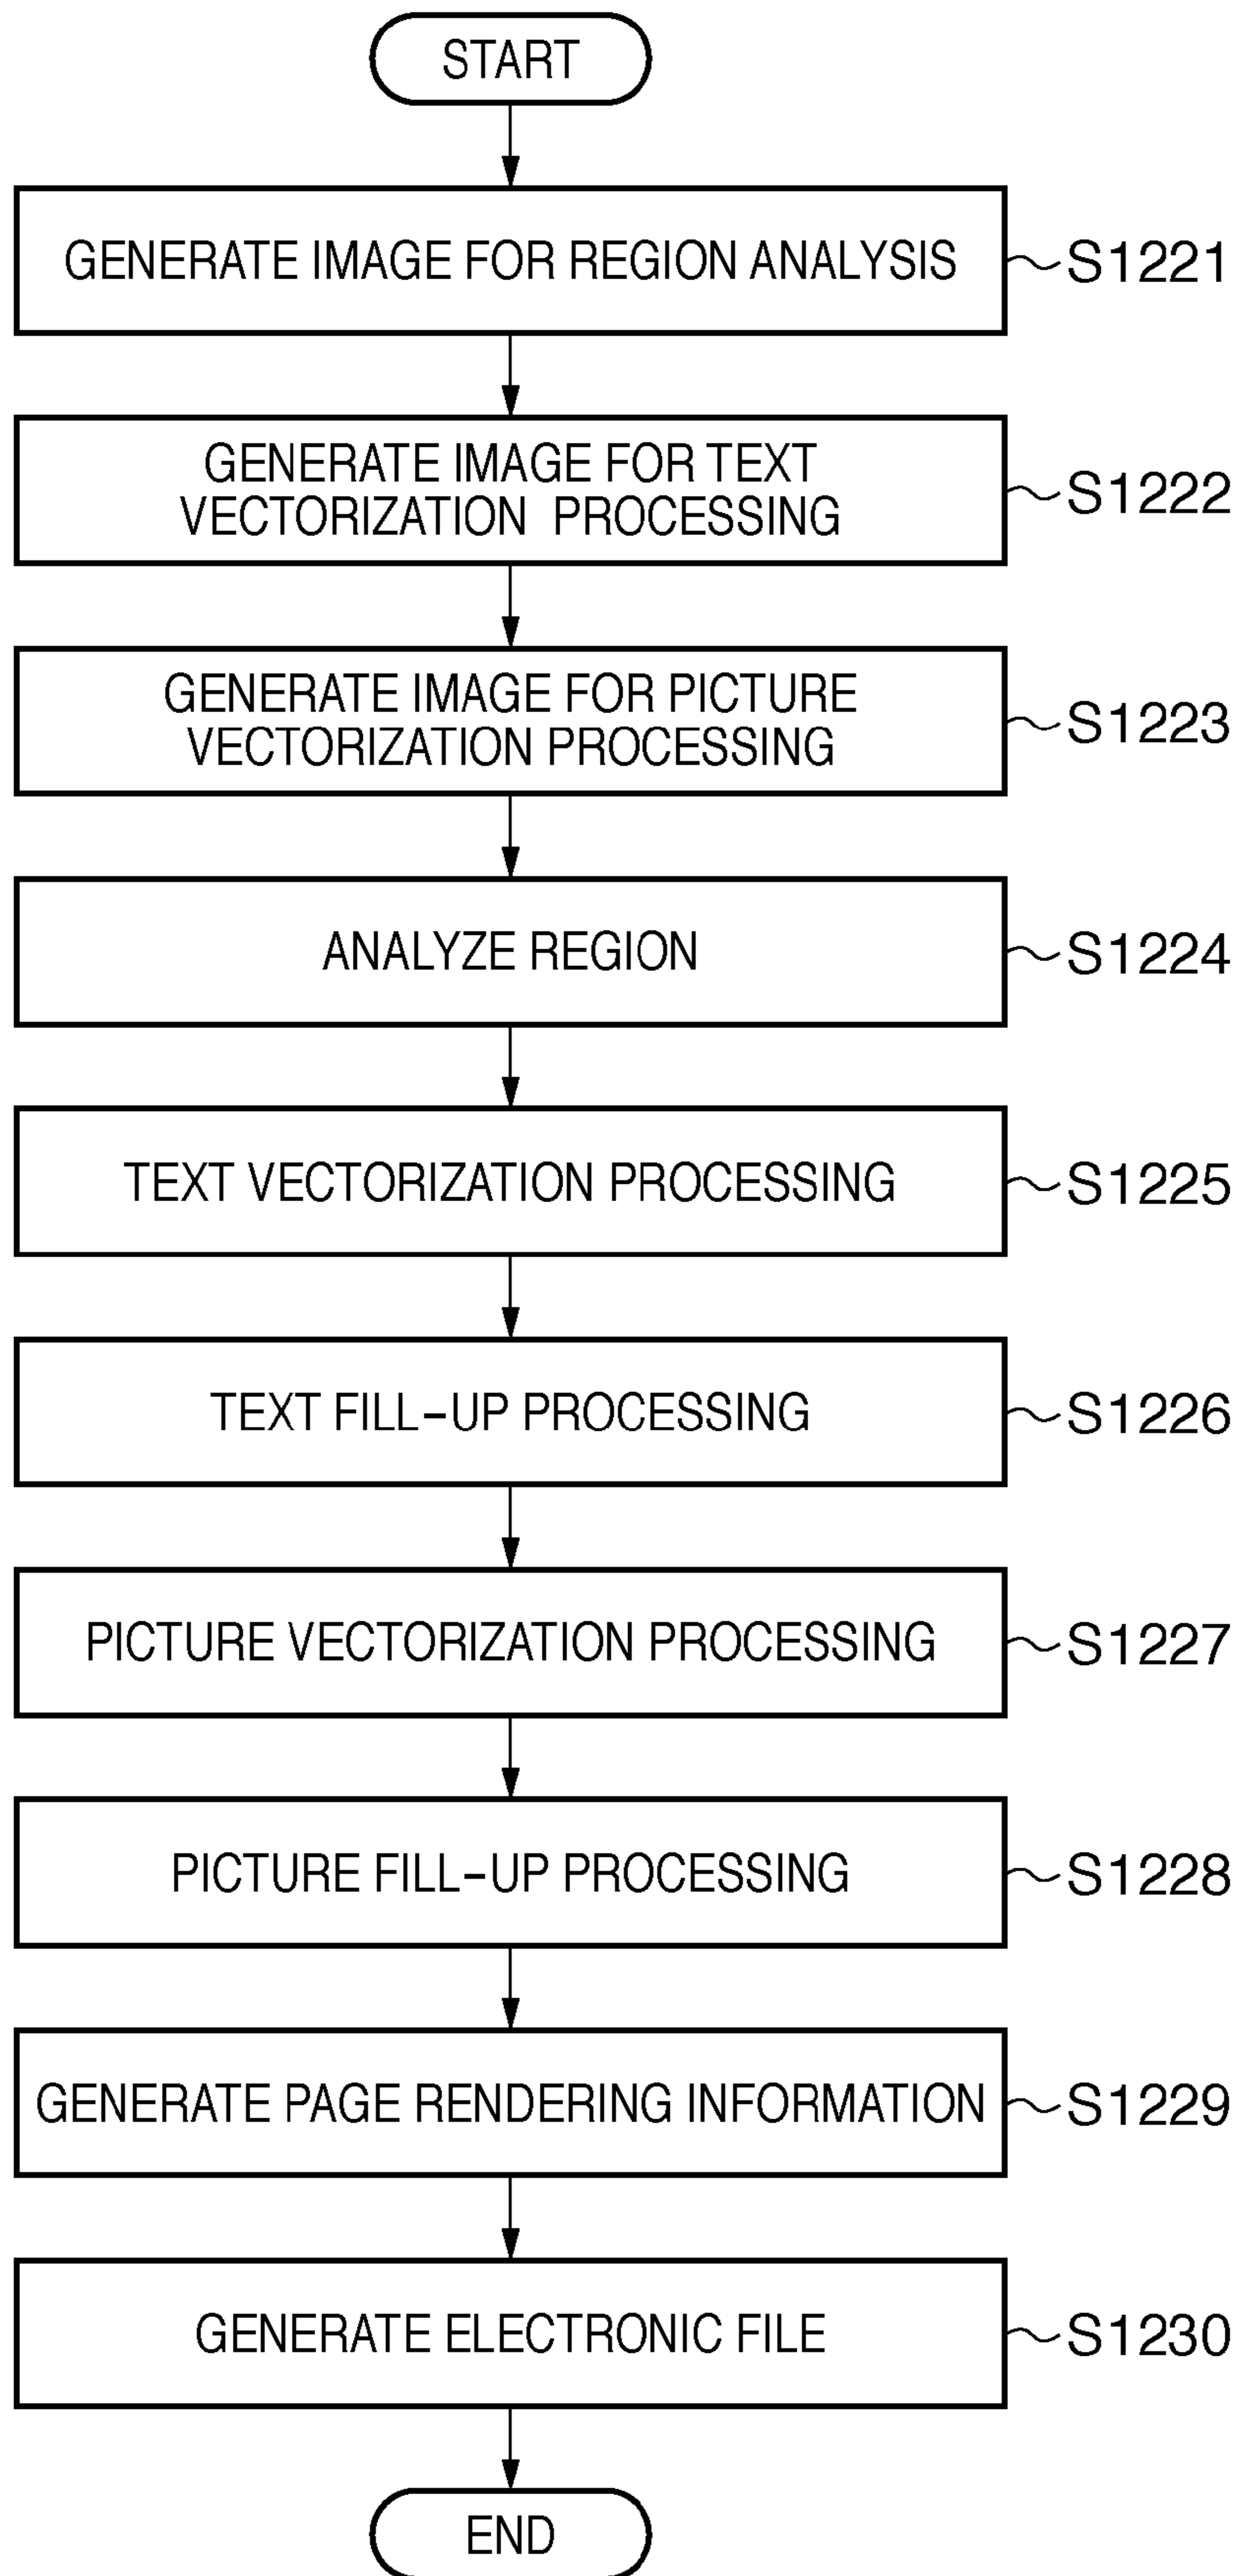 START
GENERATE IMAGE FOR REGION ANALYSIS
S1221
GENERATE IMAGE FOR TEXT
VECTORIZATION PROCESSING
S1222
GENERATE IMAGE FOR PICTURE
VECTORIZATION PROCESSING
S1223
ANALYZE REGION
S1224
TEXT VECTORIZATION PROCESSING
S1225
TEXT FILL-UP PROCESSING
S1226
PICTURE VECTORIZATION PROCESSING
S1227
PICTURE FILL-UP PROCESSING
S1228
GENERATE PAGE RENDERING INFORMATION
S1229
GENERATE ELECTRONIC FILE
S1230
END